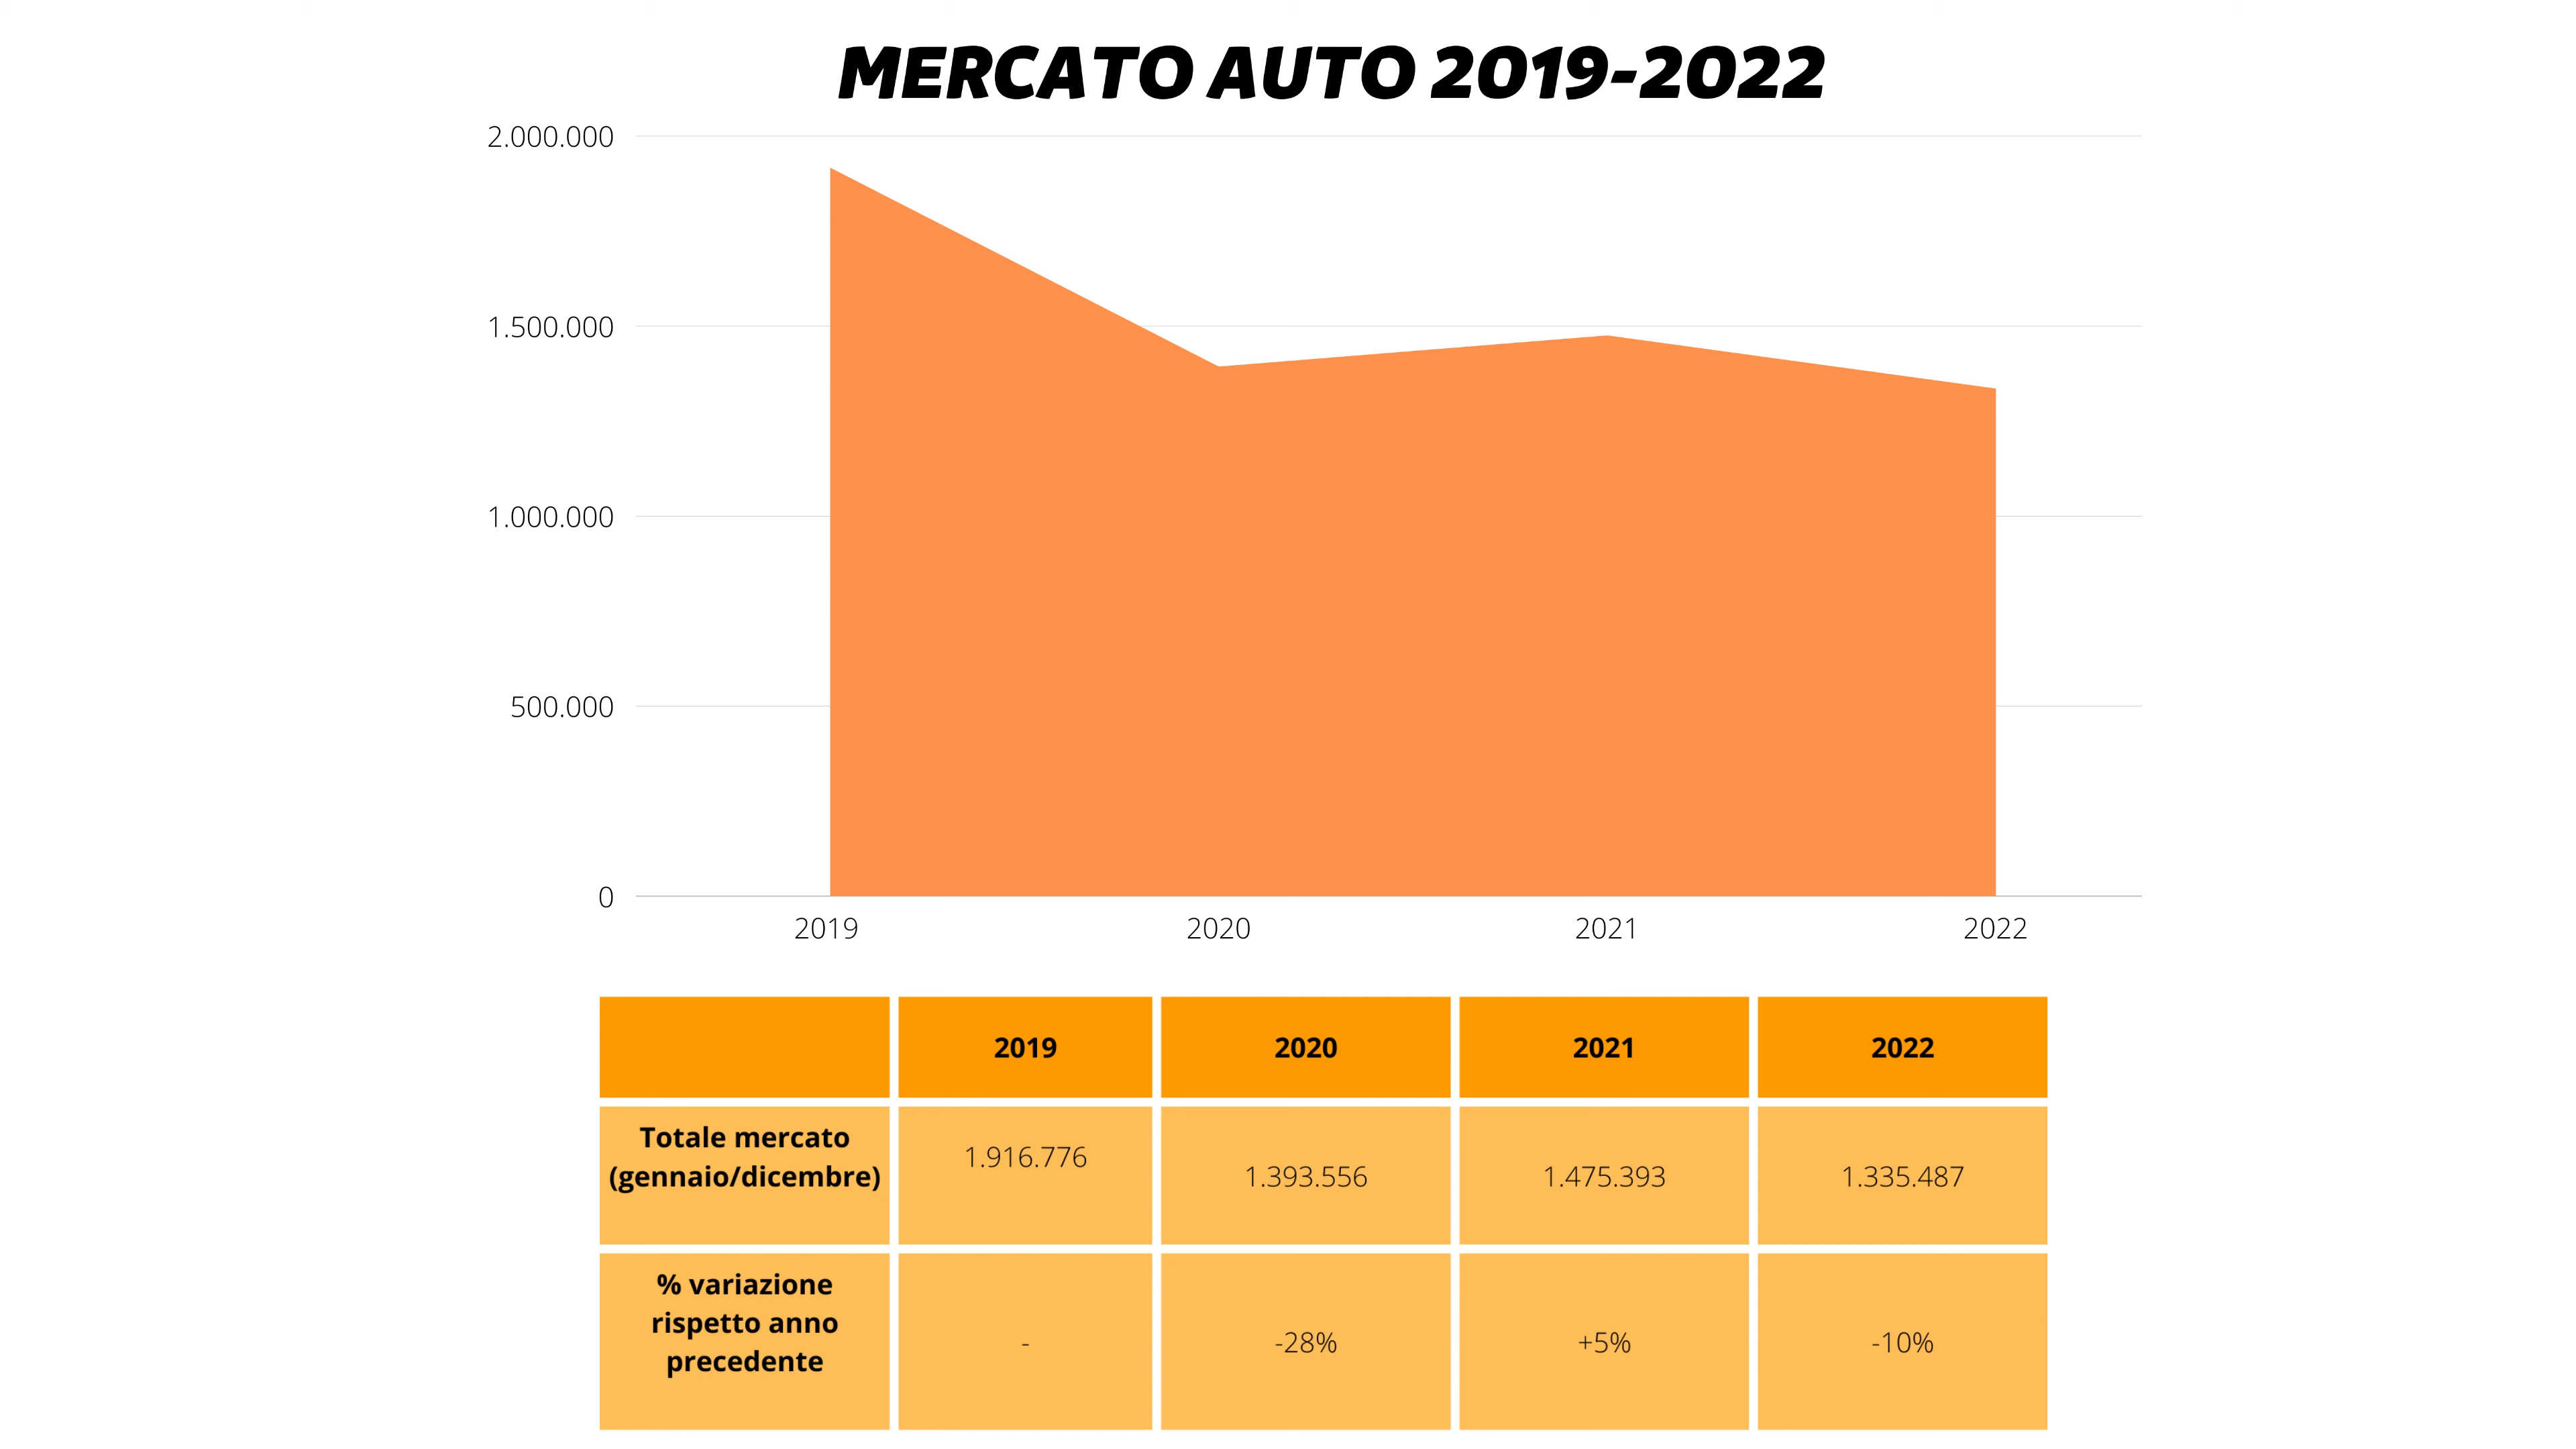 MERCATO AUTO 2019-2022
2.000.000
1.500.000
1.000.000
500.000
0
2019 2020 2021 2022
2019 2020 2021 2022
Totale mercato
(gennaio/dicembre)
1.916.776 1.393.556 1.475.393 1.335.487
% variazione
rispetto anno
precedente
- -28% +5% -10%